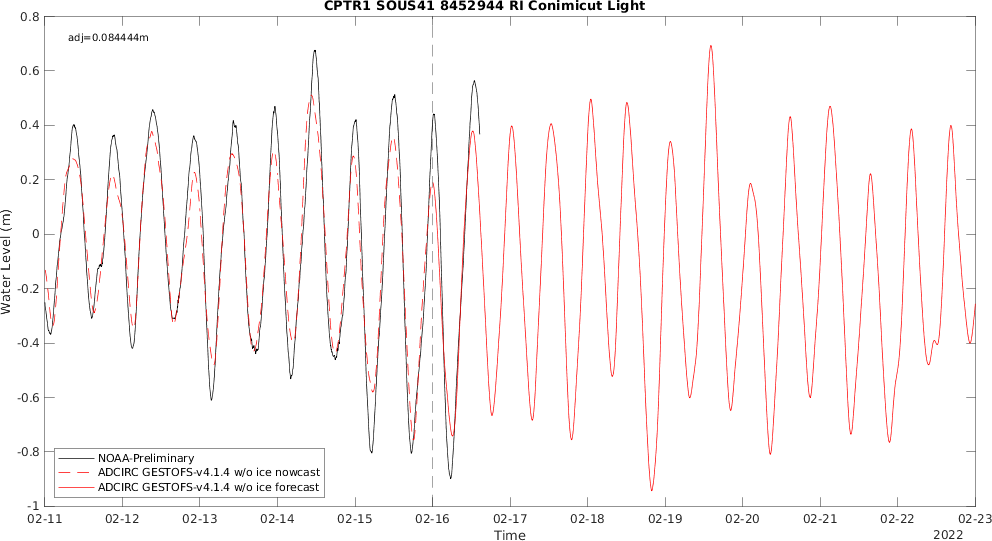 CPTR1 SOUS41 8452944 RI Conimicut Light
adj=0.084444m
0.8
0.6
0.4
0.2
0
-0.2
-0.4
-0.6
-0.8
-1
Water Level (m)
NOAA-Preliminary
ADCIRC GESTOFS-v4.1.4 w/o ice nowcast
ADCIRC GESTOFS-v4.1.4 w/o ice forecast
02-11 02-12 02-13 02-14 02-15 02-16 02-17 02-18 02-19 02-20 02-21 02-22 02-23
Time
2022